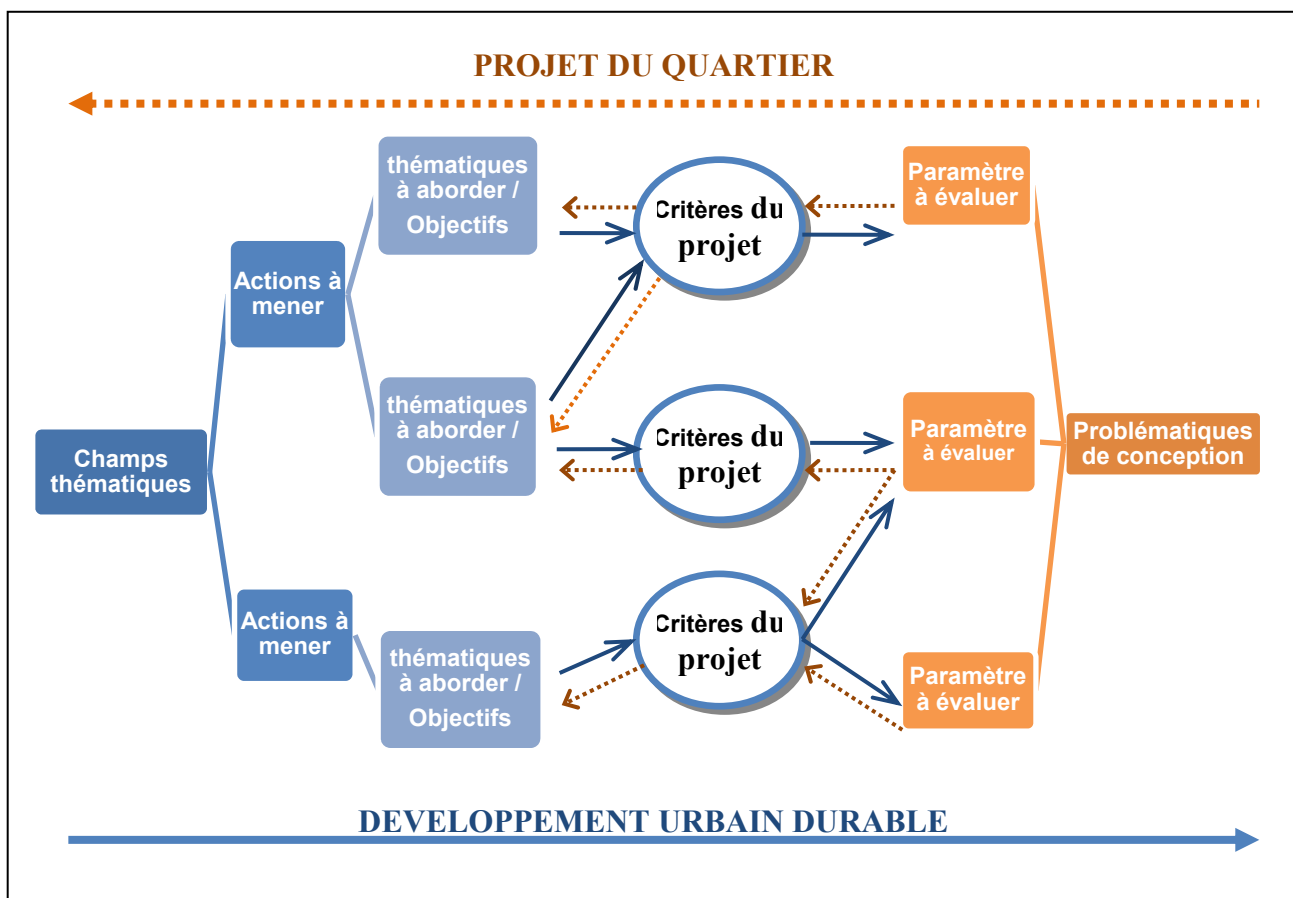 PROJET DU QUARTIER
thématiques
à aborder /
Objectifs
Critères du
projet
Paramètre
à évaluer
Actions à
mener
thématiques
à aborder /
Objectifs
Critères du
projet
Paramètre
à évaluer
Champs
thématiques
Problématiques
de conception
Actions à
mener
thématiques
à aborder /
Objectifs
Critères du
projet
Paramètre
à évaluer
DEVELOPPEMENT URBAIN DURABLE